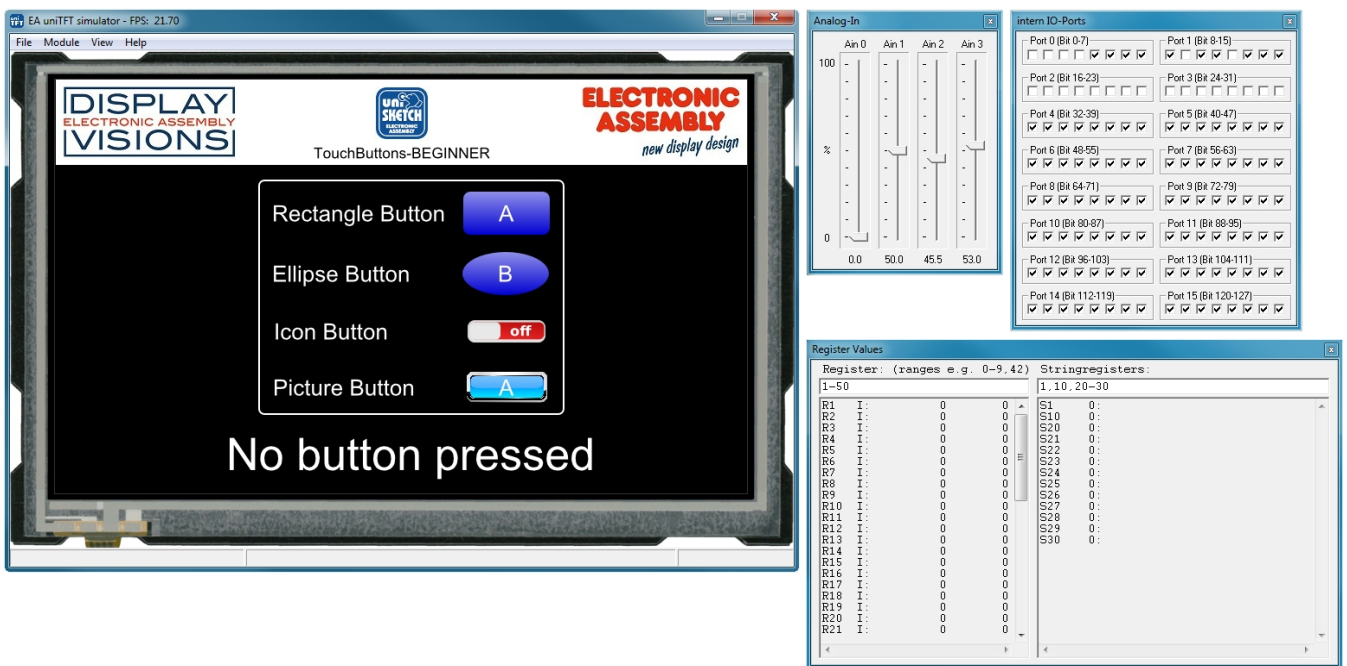 EA uniTFT simulator - FPS: 21.70
File Module View Help
DISPLAY
ELECTRONIC ASSEMBLY
VISIONS
uni
SKETCH
ELECTRONIC
ASSEMBLY
TouchButtons-BEGINNER
ELECTRONIC
ASSEMBLY
new display design
Rectangle Button A
Ellipse Button B
Icon Button off
Picture Button A
No button pressed
Analog-In
Ain 0 Ain 1 Ain 2 Ain 3
100
%
0
0.0 50.0 45.5 53.0
intern IO-Ports
Port 0 (Bit 0-7) Port 1 (Bit 8-15)
Port 2 (Bit 16-23) Port 3 (Bit 24-31)
Port 4 (Bit 32-39) Port 5 (Bit 40-47)
Port 6 (Bit 48-55) Port 7 (Bit 56-63)
Port 8 (Bit 64-71) Port 9 (Bit 72-79)
Port 10 (Bit 80-87) Port 11 (Bit 88-95)
Port 12 (Bit 96-103) Port 13 (Bit 104-111)
Port 14 (Bit 112-119) Port 15 (Bit 120-127)
Register Values
Register: (ranges e.g. 0-9,42) Stringregisters:
1-50 1,10,20-30
R1 I: 0 0 S1 0:
R2 I: 0 0 S10 0:
R3 I: 0 0 S20 0:
R4 I: 0 0 S21 0:
R5 I: 0 0 S22 0:
R6 I: 0 0 S23 0:
R7 I: 0 0 S24 0:
R8 I: 0 0 S25 0:
R9 I: 0 0 S26 0:
R10 I: 0 0 S27 0:
R11 I: 0 0 S28 0:
R12 I: 0 0 S29 0:
R13 I: 0 0 S30 0:
R14 I: 0 0
R15 I: 0 0
R16 I: 0 0
R17 I: 0 0
R18 I: 0 0
R19 I: 0 0
R20 I: 0 0
R21 I: 0 0